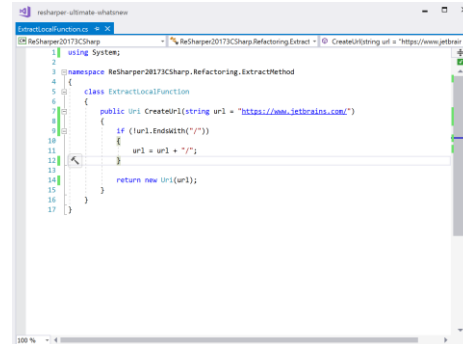 resharper-ultimate-whatsnew
ExtractLocalFunction.cs
ReSharper20173CSharp ReSharper20173CSharp.Refactoring.Extract CreateUrl(string url = "https://www.jetbrain
1 using System;
2
3 namespace ReSharper20173CSharp.Refactoring.ExtractMethod
4 {
5 class ExtractLocalFunction
6 {
7 public Uri CreateUrl(string url = "https://www.jetbrains.com/")
8 {
9 if (!url.EndsWith("/"))
10 {
11 url = url + "/";
12 }
13
14 return new Uri(url);
15 }
16 }
17 }
100 %